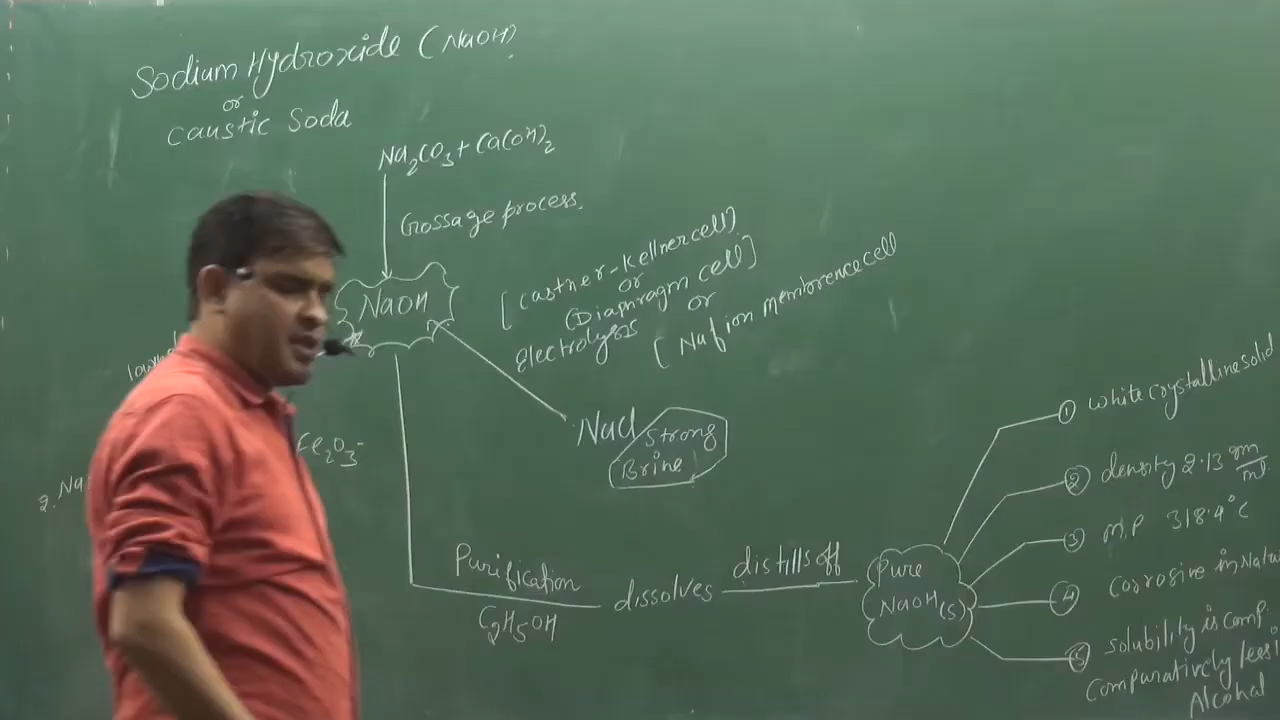 Sodium Hydroxide (NaOH)
or
caustic Soda
Na2CO3 + Ca(OH)2
Gossage process.
NaOH
[Castner-Kellner cell)
or
(Diaphragm cell]
Electrolysis or
[Nafion membrence cell
NaCl Strong
Brine
Fe2O3
2. Na
Purification
C2H5OH
dissolves
distills off
Pure
NaOH(s)
① White crystalline solid
② density 2.13 gm/ml
③ M.P 318.4°C
④ Corrosive in
⑤ solubility is comp.
Comparatively less
Alcohal